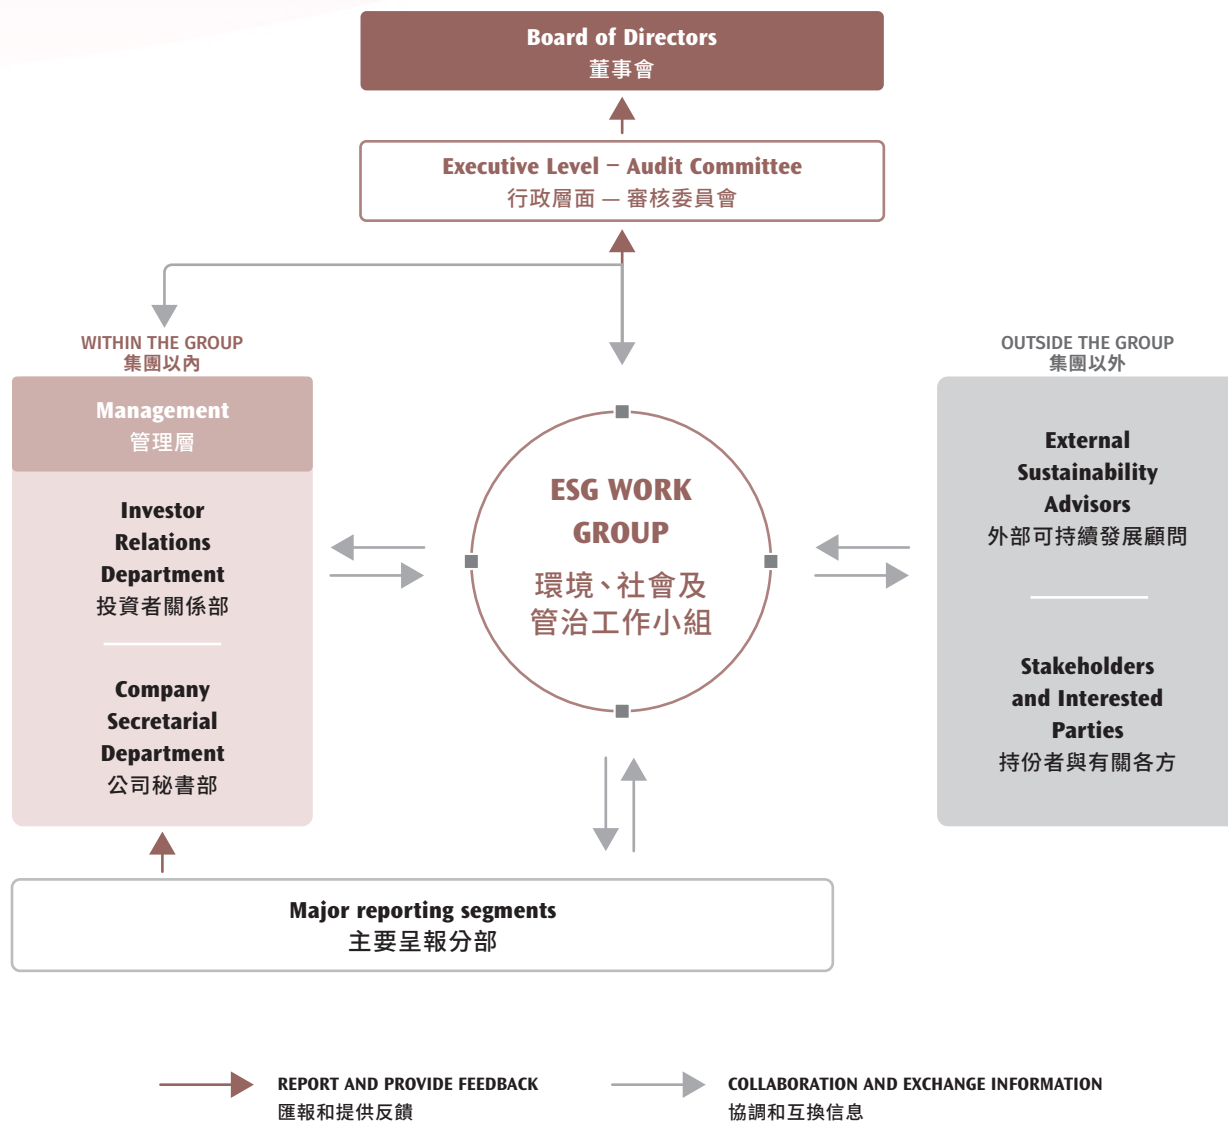 Board of Directors
董事會
Executive Level – Audit Committee
行政層面 — 審核委員會
WITHIN THE GROUP
集團以內
Management
管理層
Investor
Relations
Department
投資者關係部
Company
Secretarial
Department
公司秘書部
ESG WORK
GROUP
環境、社會及
管治工作小組
OUTSIDE THE GROUP
集團以外
External
Sustainability
Advisors
外部可持續發展顧問
Stakeholders
and Interested
Parties
持份者與有關各方
Major reporting segments
主要呈報分部
REPORT AND PROVIDE FEEDBACK
匯報和提供反饋
COLLABORATION AND EXCHANGE INFORMATION
協調和互換信息